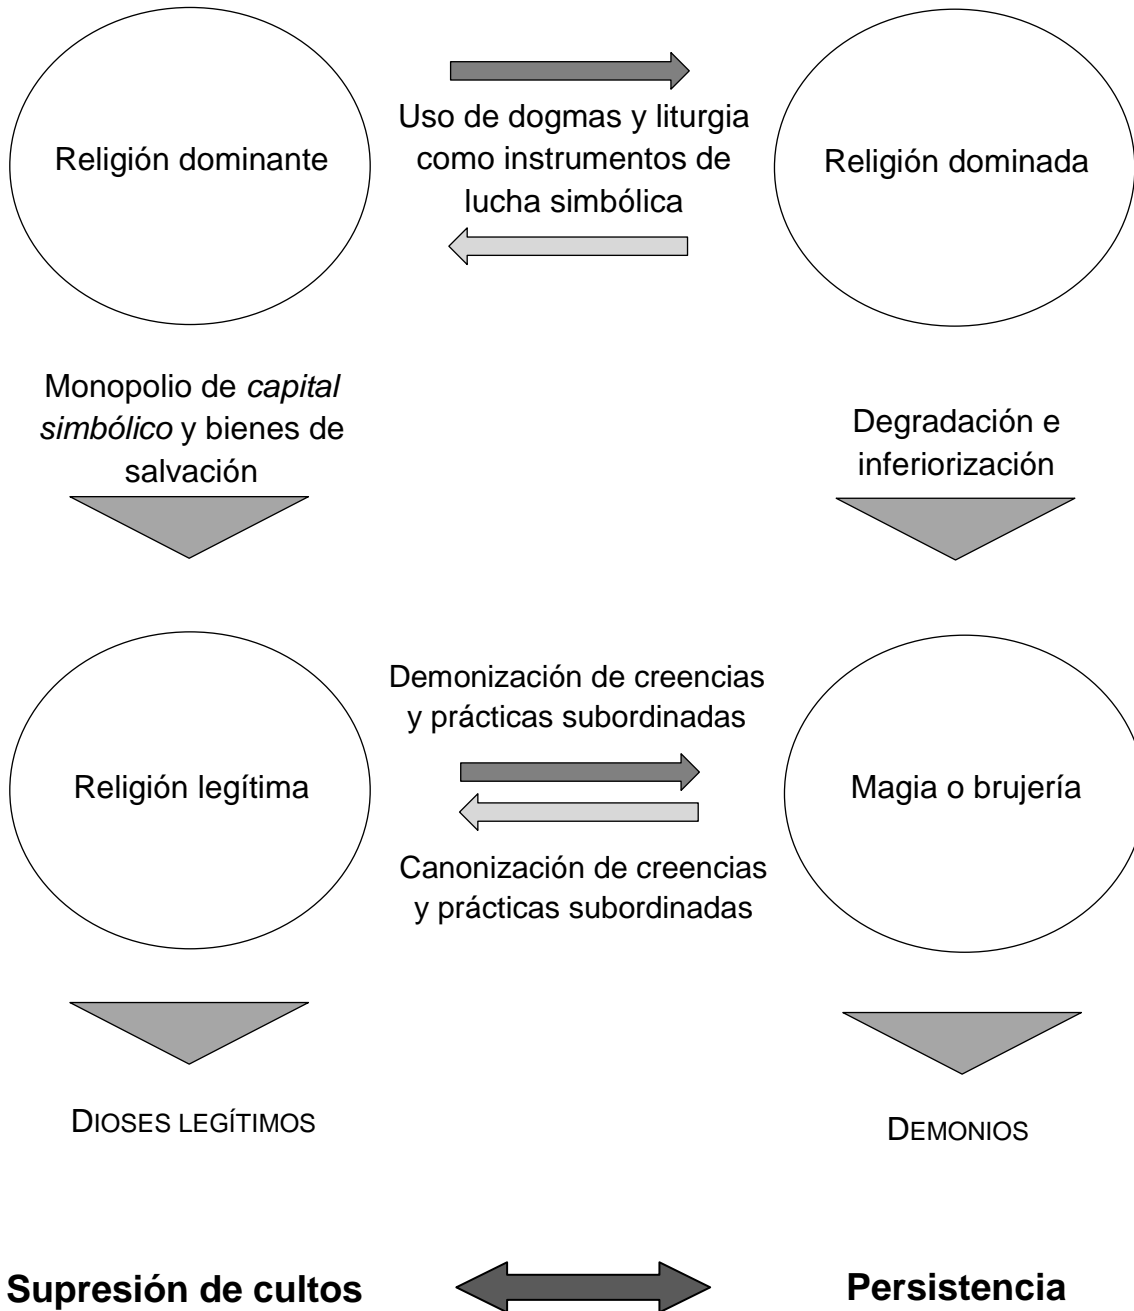 Religión dominante
Uso de dogmas y liturgia
como instrumentos de
lucha simbólica
Religión dominada
Monopolio de capital
simbólico y bienes de
salvación
Degradación e
inferiorización
Religión legítima
Demonización de creencias
y prácticas subordinadas
Canonización de creencias
y prácticas subordinadas
Magia o brujería
DIOSES LEGÍTIMOS
DEMONIOS
Supresión de cultos
Persistencia